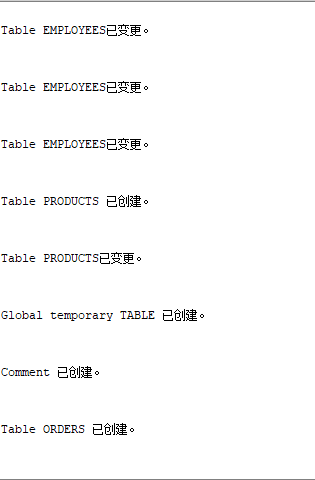 Table EMPLOYEES已变更。
Table EMPLOYEES已变更。
Table EMPLOYEES已变更。
Table PRODUCTS 已创建。
Table PRODUCTS已变更。
Global temporary TABLE 已创建。
Comment 已创建。
Table ORDERS 已创建。